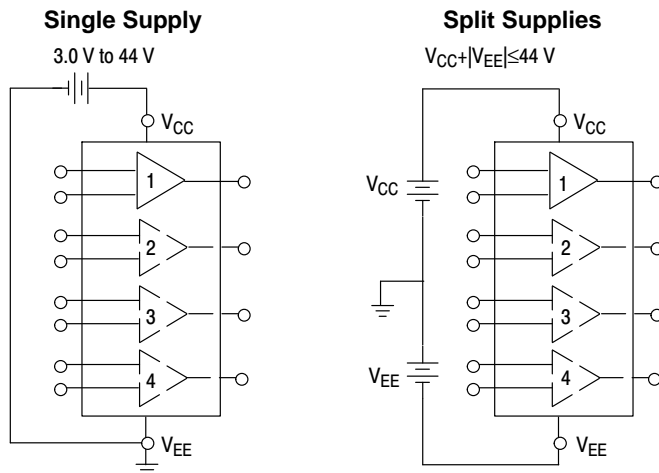 Single Supply
3.0 V to 44 V
VCC
1
2
3
4
VEE
Split Supplies
VCC+|VEE|≤44 V
VCC
VCC
1
2
3
VEE
4
VEE